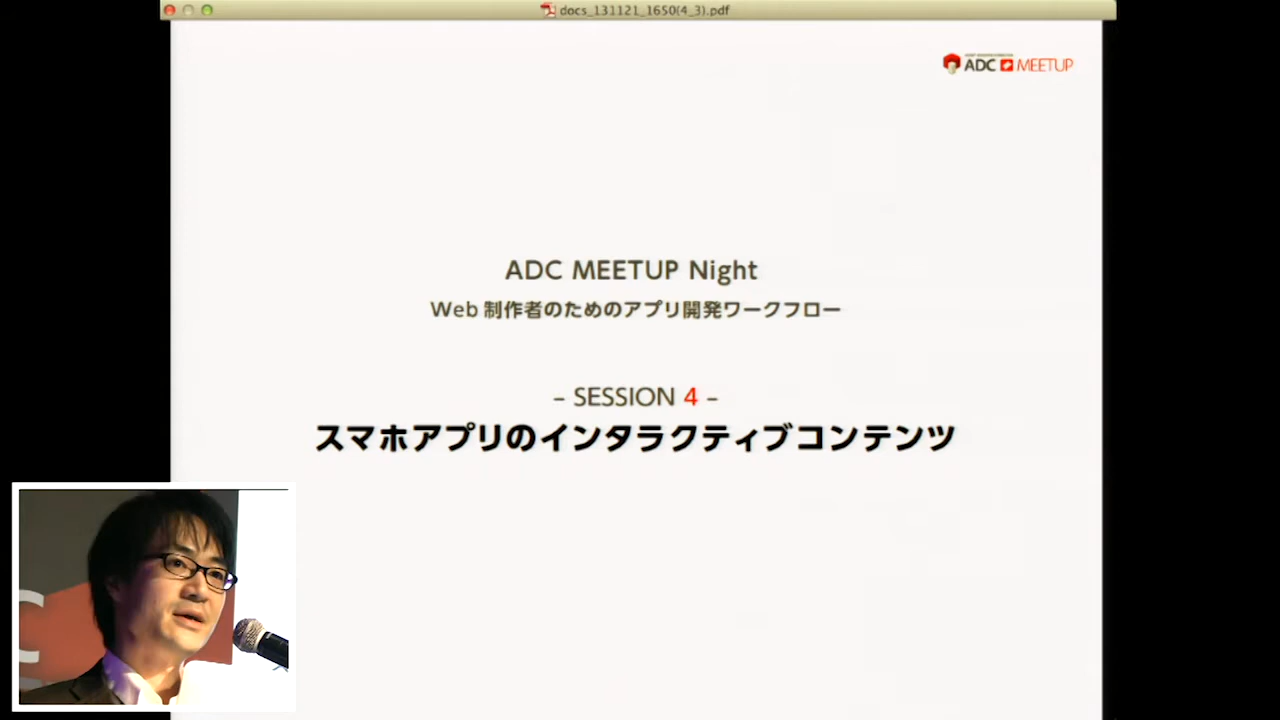 docs_131121_1650(4_3).pdf
ADC MEETUP
ADC MEETUP Night
Web 制作者のためのアプリ開発ワークフロー
– SESSION 4 –
スマホアプリのインタラクティブコンテンツ